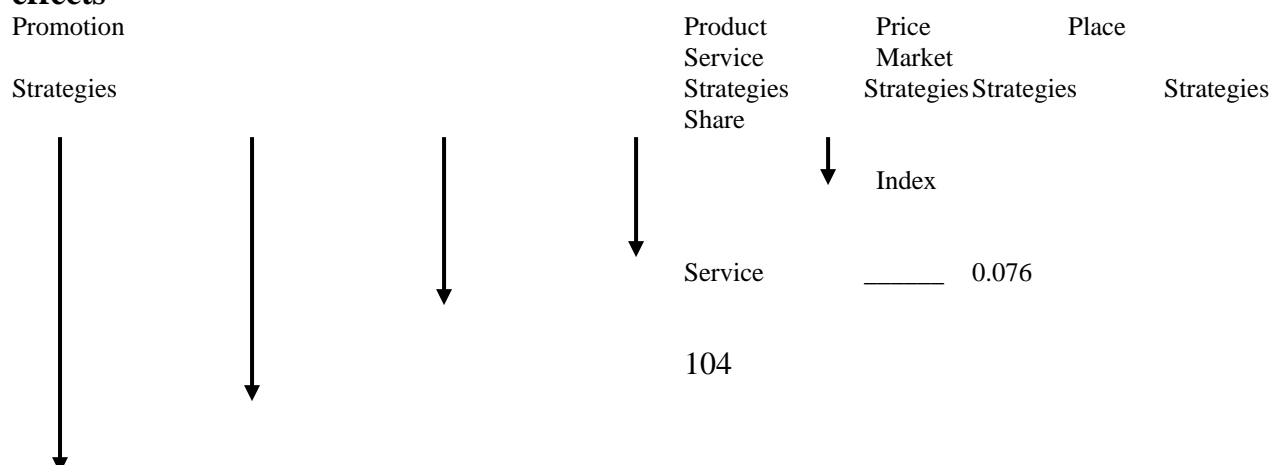 effects
Promotion Product Price Place
Service Market
Strategies Strategies Strategies Strategies Strategies
Share
Index
Service ______ 0.076
104